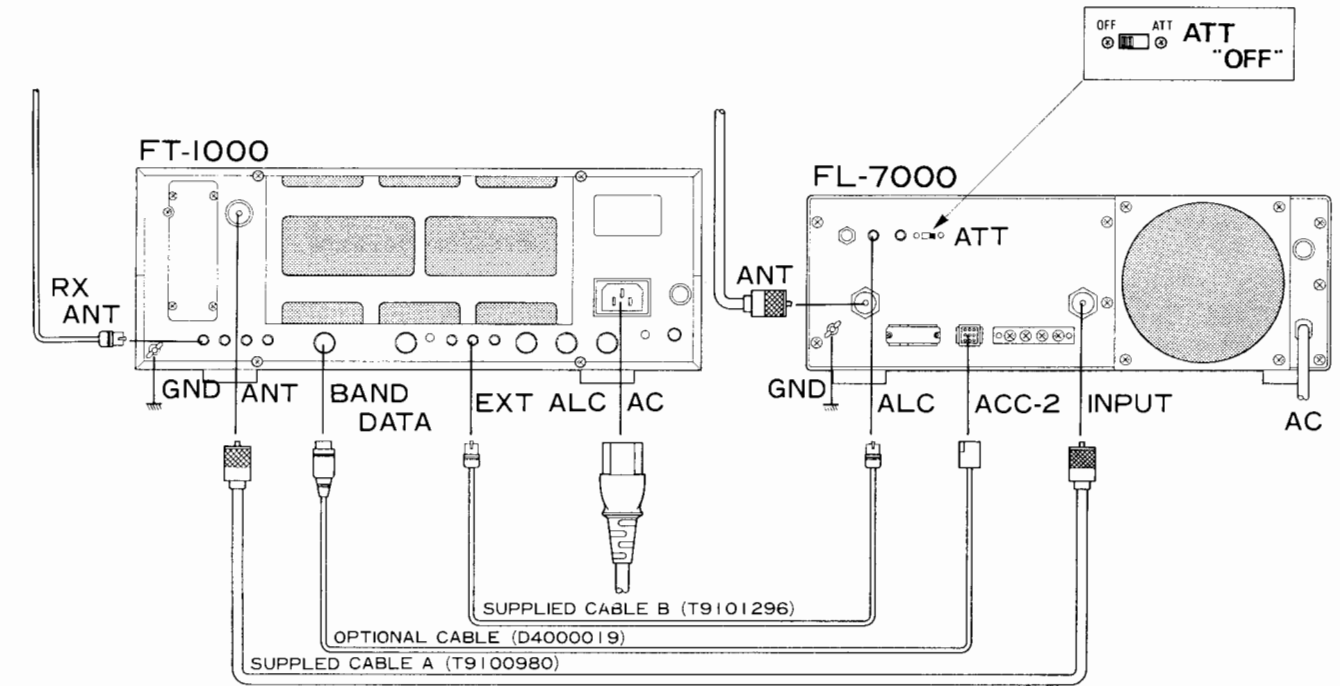 OFF ATT
ATT
"OFF"
FT-1000
FL-7000
ATT
RX
ANT
ANT
GND
ANT
BAND
DATA
EXT ALC
AC
GND
ALC
ACC-2
INPUT
AC
SUPPLIED CABLE B (T9101296)
OPTIONAL CABLE (D4000019)
SUPPLED CABLE A (T9100980)